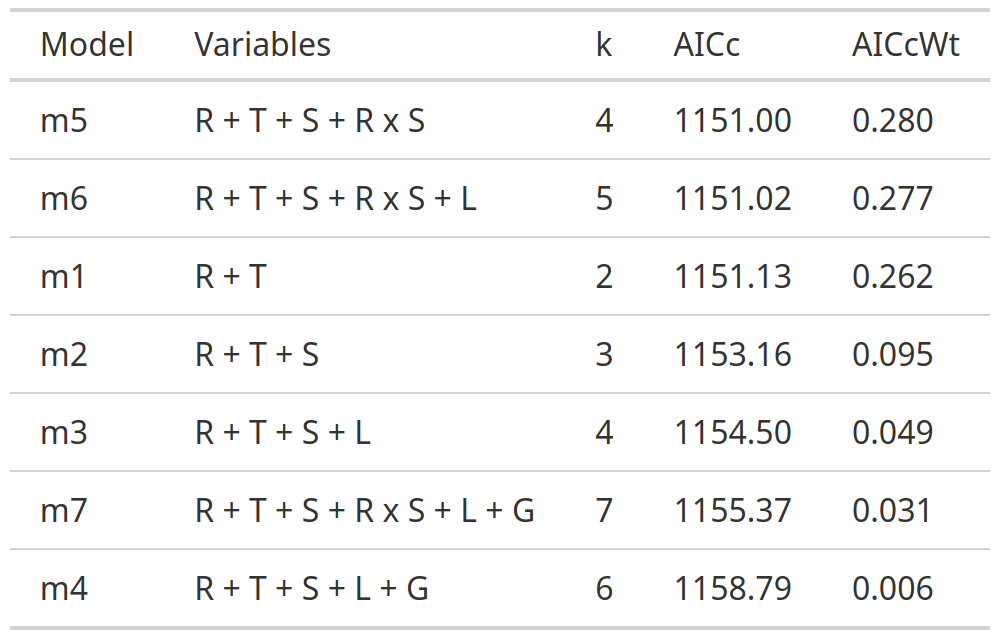 Model Variables k AICc AICcWt
m5 R + T + S + R x S 4 1151.00 0.280
m6 R + T + S + R x S + L 5 1151.02 0.277
m1 R + T 2 1151.13 0.262
m2 R + T + S 3 1153.16 0.095
m3 R + T + S + L 4 1154.50 0.049
m7 R + T + S + R x S + L + G 7 1155.37 0.031
m4 R + T + S + L + G 6 1158.79 0.006